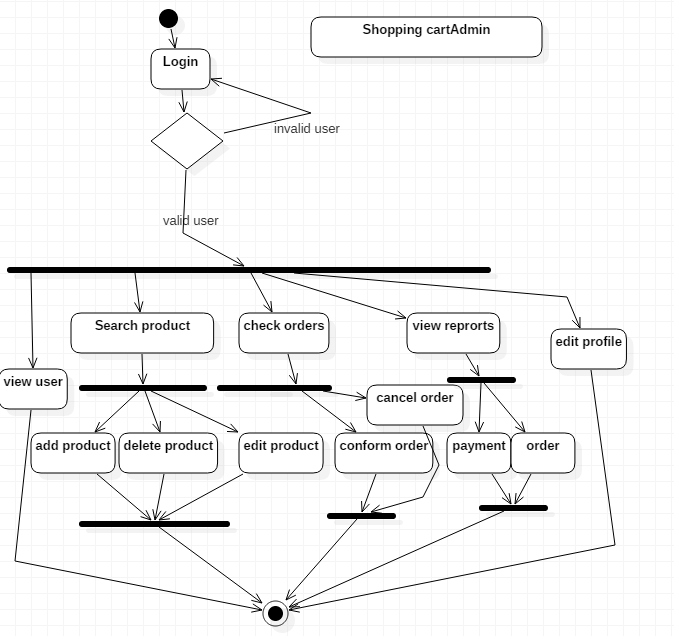 Shopping cartAdmin
Login
invalid user
valid user
Search product
check orders
view reprorts
edit profile
view user
cancel order
add product
delete product
edit product
conform order
payment
order